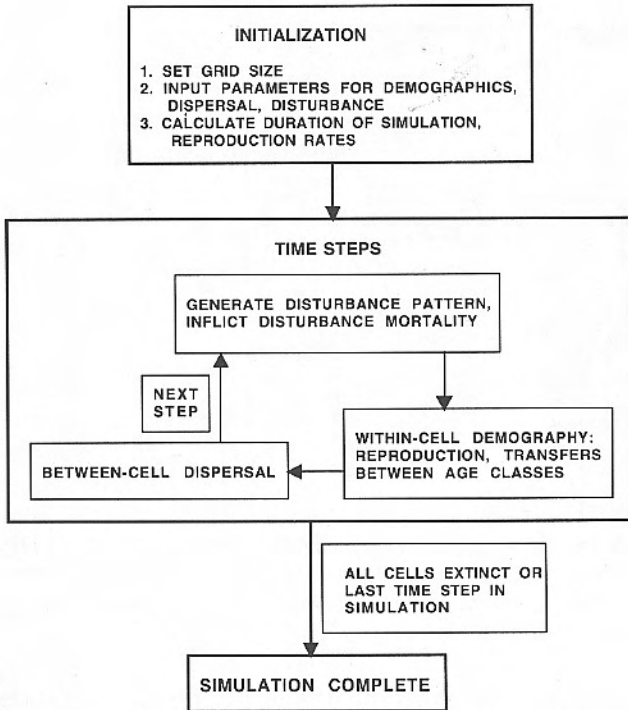 INITIALIZATION
1. SET GRID SIZE
2. INPUT PARAMETERS FOR DEMOGRAPHICS,
DISPERSAL, DISTURBANCE
3. CALCULATE DURATION OF SIMULATION,
REPRODUCTION RATES
TIME STEPS
GENERATE DISTURBANCE PATTERN,
INFLICT DISTURBANCE MORTALITY
NEXT
STEP
WITHIN-CELL DEMOGRAPHY:
REPRODUCTION, TRANSFERS
BETWEEN AGE CLASSES
BETWEEN-CELL DISPERSAL
ALL CELLS EXTINCT OR
LAST TIME STEP IN
SIMULATION
SIMULATION COMPLETE